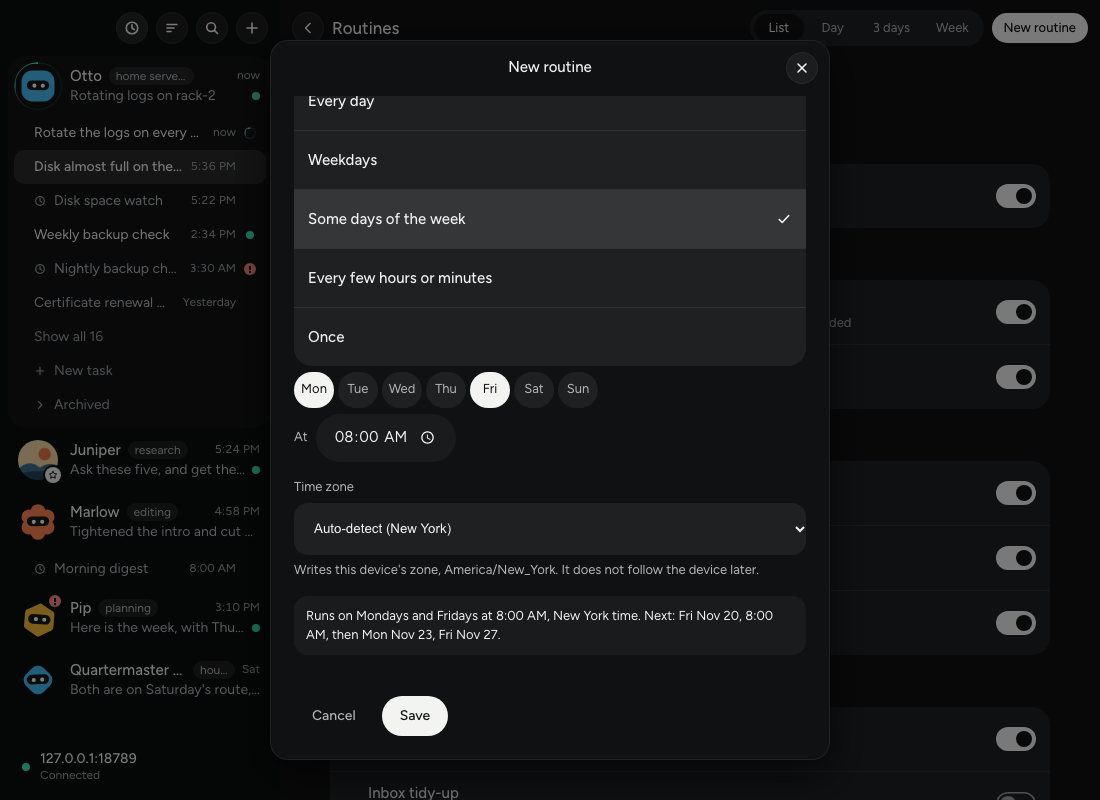 Routines
List
Day
3 days
Week
New routine
Otto
home serve...
now
Rotating logs on rack-2
Rotate the logs on every ...
now
Disk almost full on the...
5:36 PM
Disk space watch
5:22 PM
Weekly backup check
2:34 PM
Nightly backup ch...
3:30 AM
Certificate renewal ...
Yesterday
Show all 16
New task
Archived
Juniper
research
5:24 PM
Ask these five, and get the...
Marlow
editing
4:58 PM
Tightened the intro and cut ...
Morning digest
8:00 AM
Pip
planning
3:10 PM
Here is the week, with Thu...
Quartermaster ...
hou...
Sat
Both are on Saturday's route,...
127.0.0.1:18789
Connected
New routine
Every day
Weekdays
Some days of the week
Every few hours or minutes
Once
Mon
Tue
Wed
Thu
Fri
Sat
Sun
At
08:00 AM
Time zone
Auto-detect (New York)
Writes this device's zone, America/New_York. It does not follow the device later.
Runs on Mondays and Fridays at 8:00 AM, New York time. Next: Fri Nov 20, 8:00
AM, then Mon Nov 23, Fri Nov 27.
Cancel
Save
ded
Inbox tidy-up